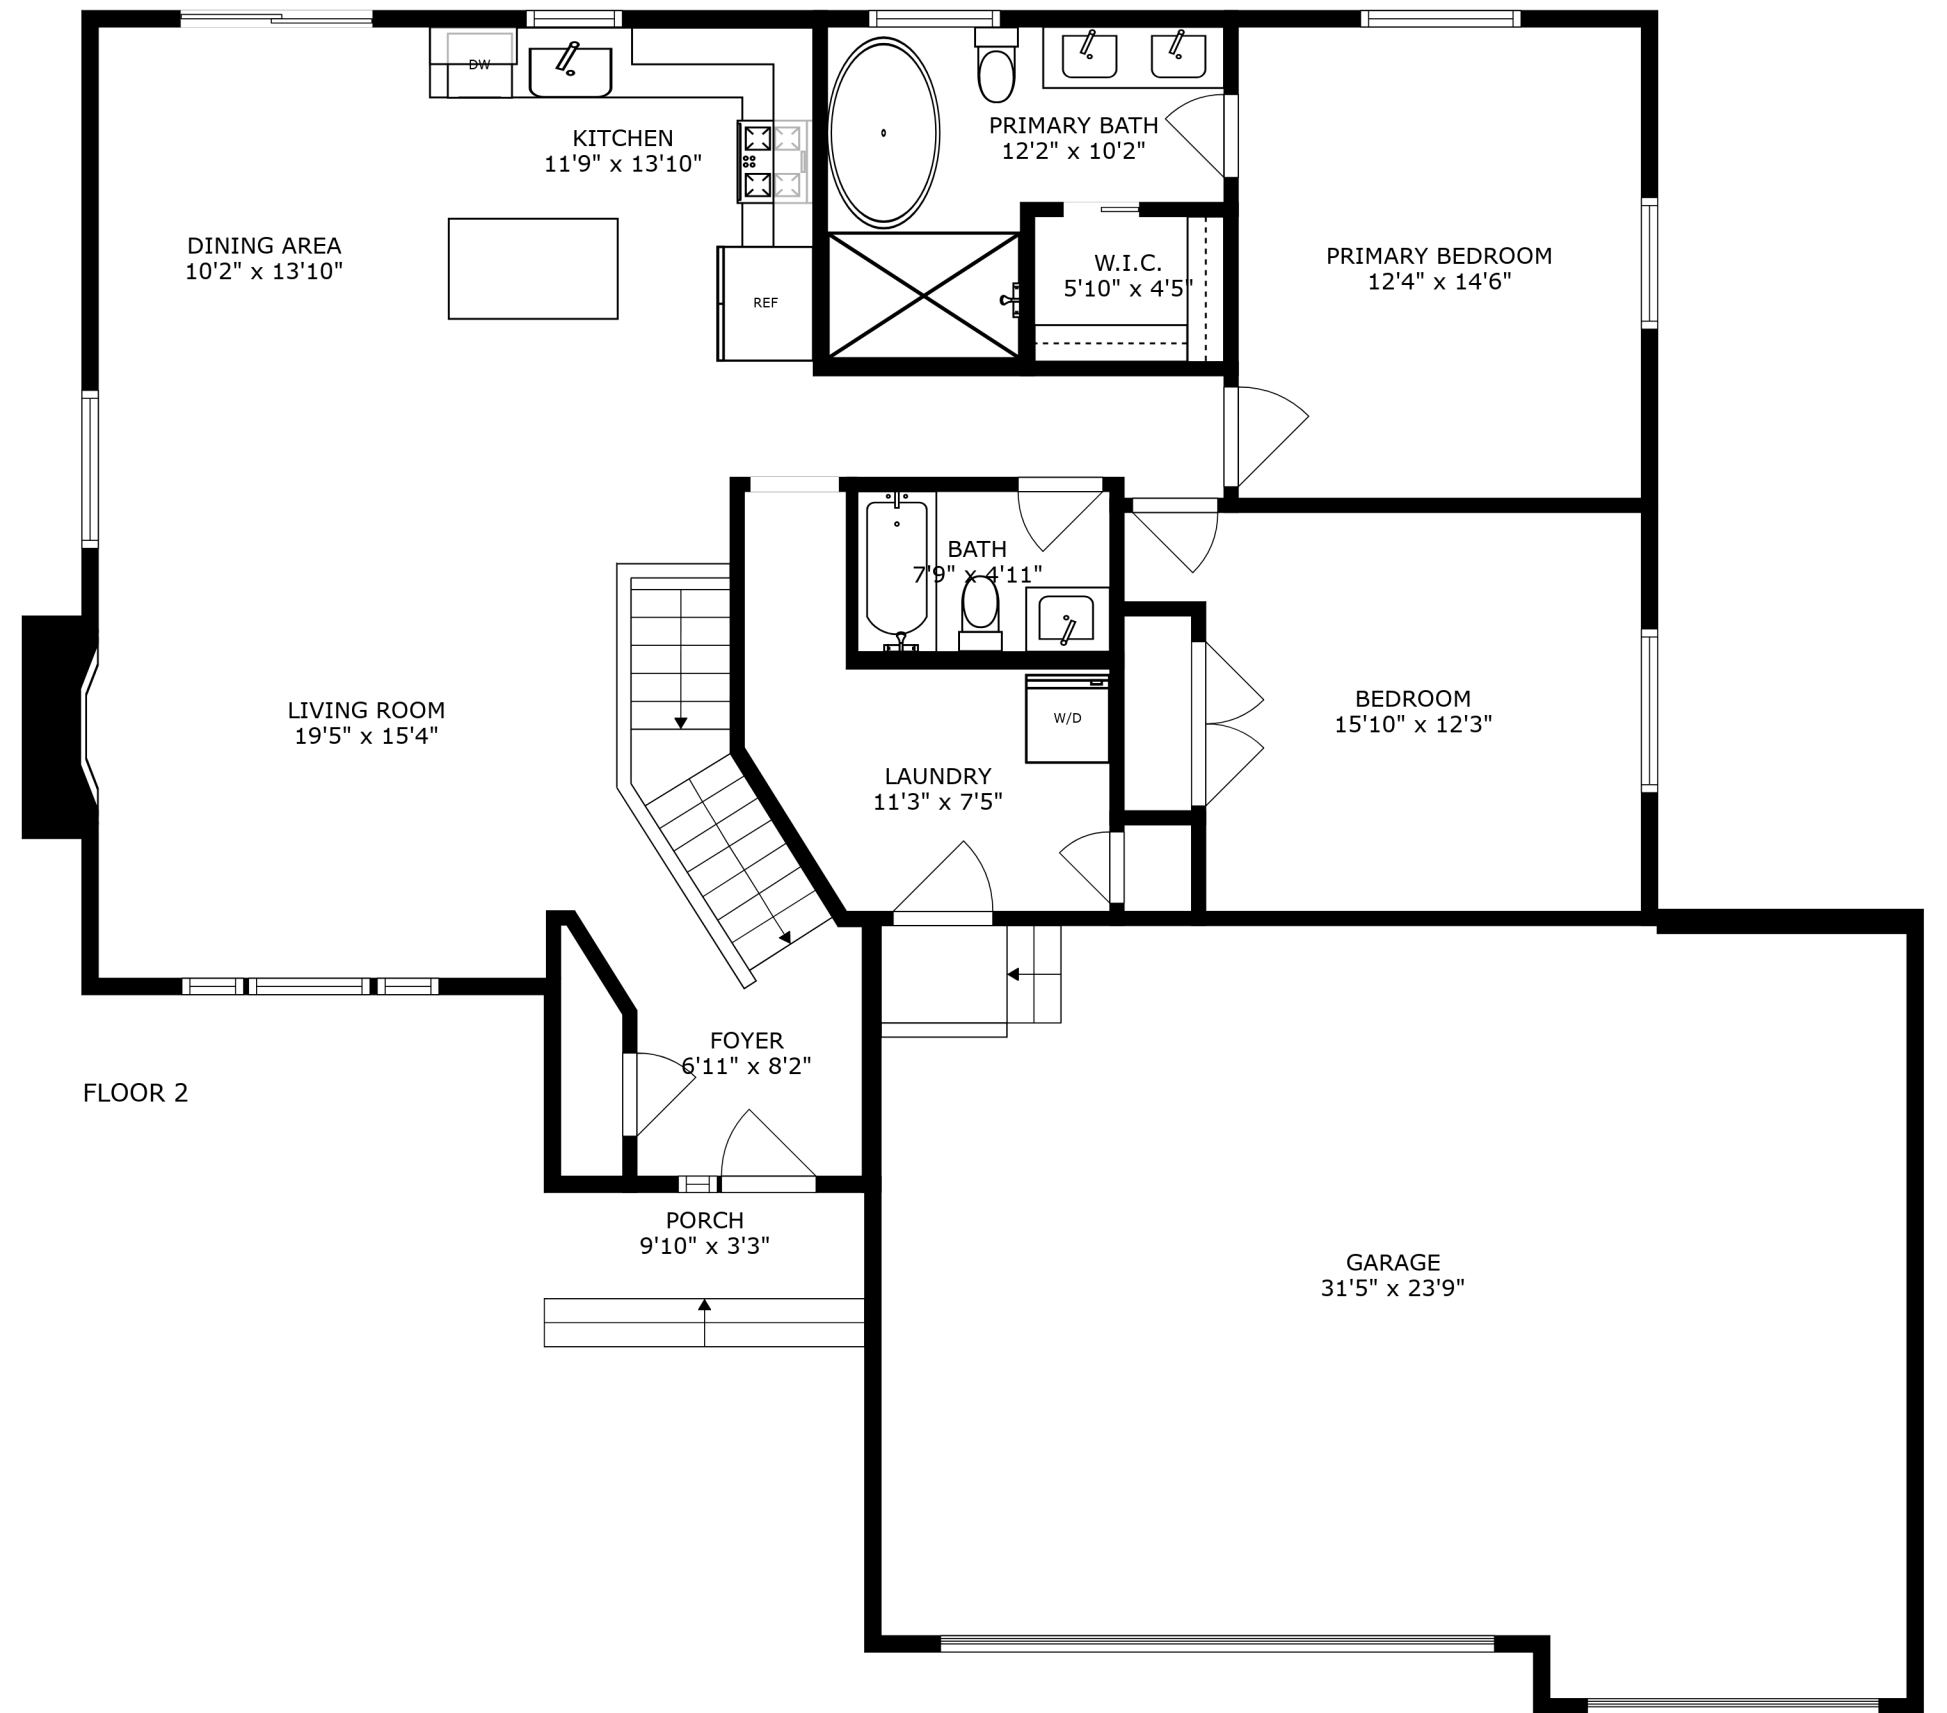 DW
KITCHEN
11'9" x 13'10"
PRIMARY BATH
12'2" x 10'2"
DINING AREA
10'2" x 13'10"
REF
W.I.C.
5'10" x 4'5"
PRIMARY BEDROOM
12'4" x 14'6"
BATH
7'9" x 4'11"
LIVING ROOM
19'5" x 15'4"
W/D
LAUNDRY
11'3" x 7'5"
BEDROOM
15'10" x 12'3"
FOYER
6'11" x 8'2"
FLOOR 2
PORCH
9'10" x 3'3"
GARAGE
31'5" x 23'9"